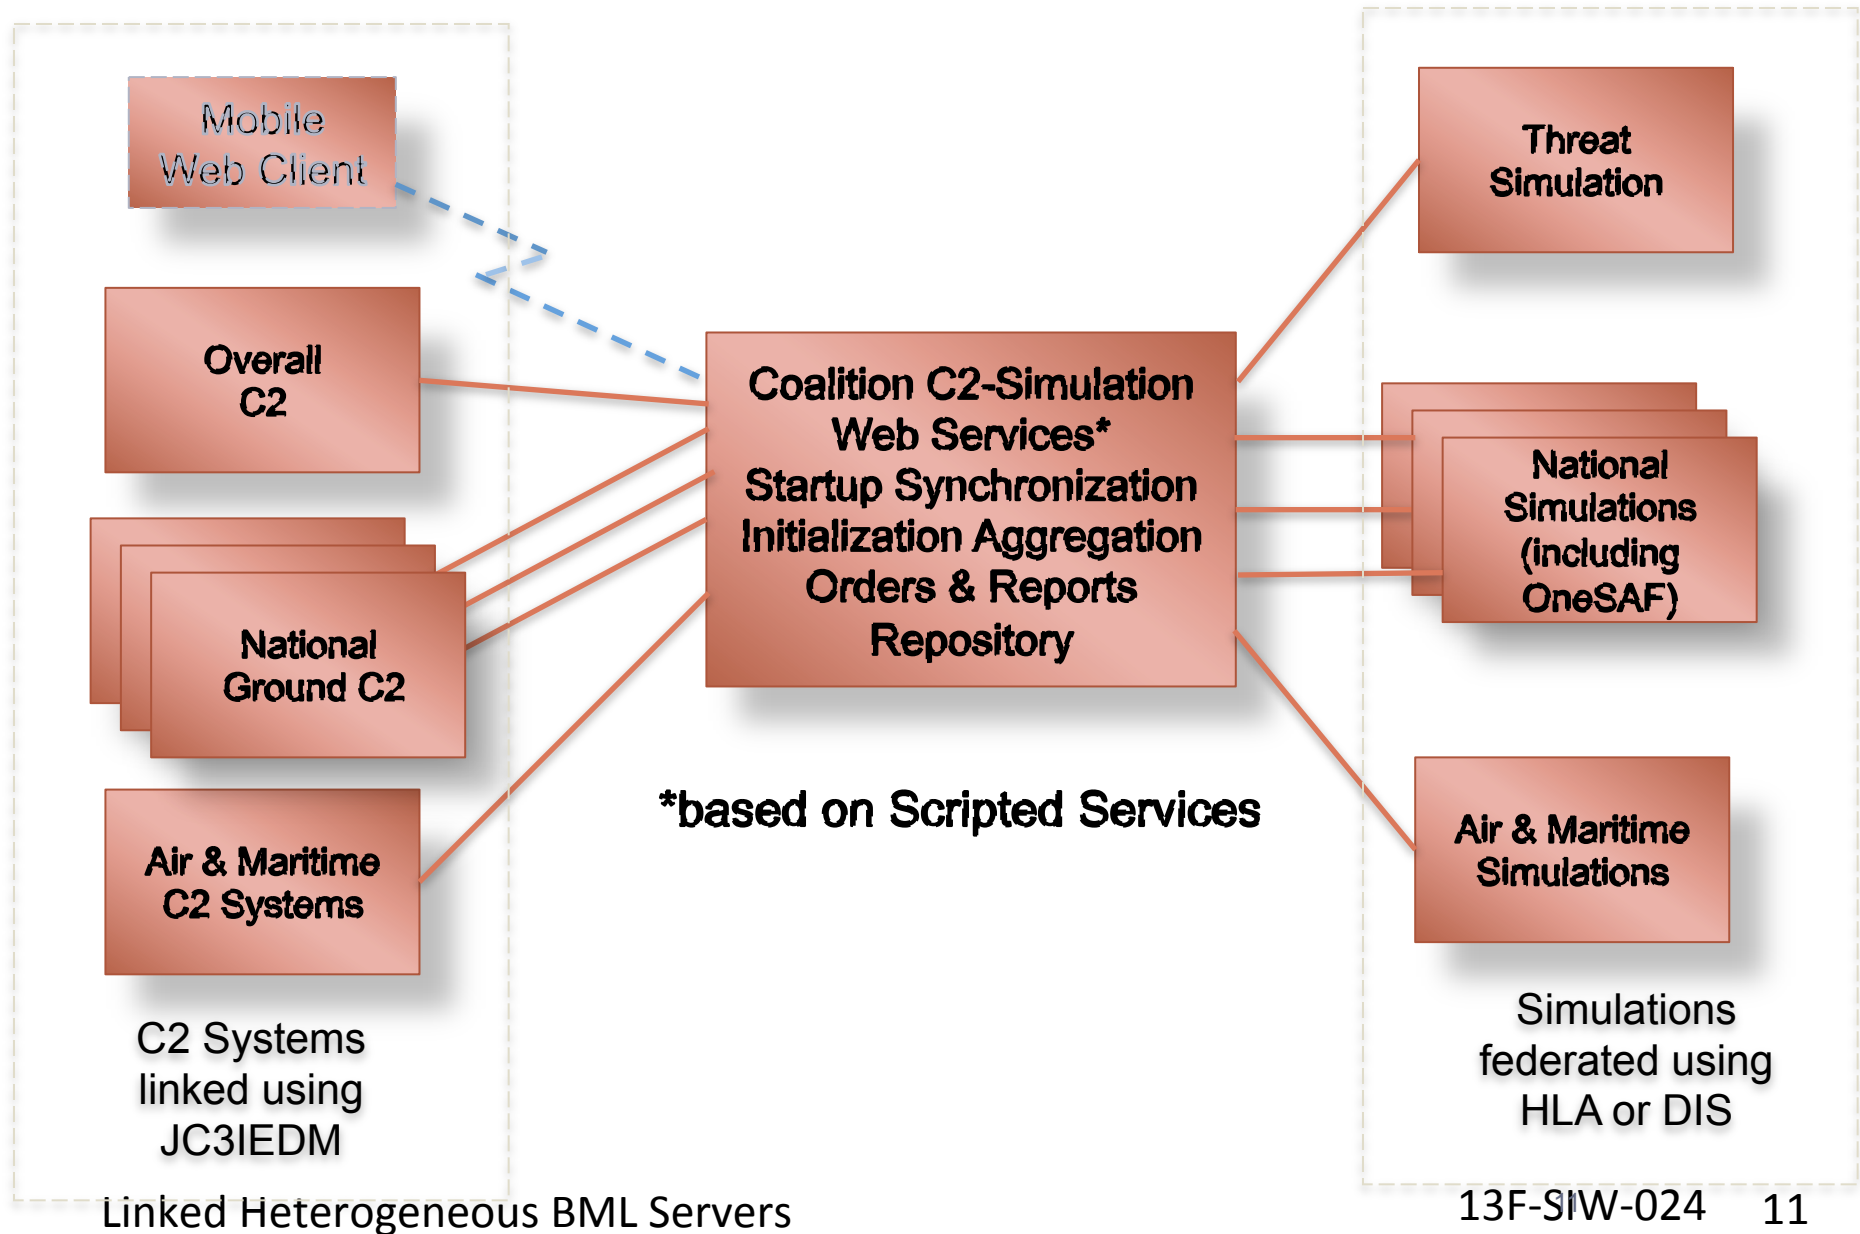 Mobile
Web Client
Overall
C2
National
Ground C2
Air & Maritime
C2 Systems
C2 Systems
linked using
JC3IEDM
Coalition C2-Simulation
Web Services*
Startup Synchronization
Initialization Aggregation
Orders & Reports
Repository
*based on Scripted Services
Threat
Simulation
National
Simulations
(including
OneSAF)
Air & Maritime
Simulations
Simulations
federated using
HLA or DIS
Linked Heterogeneous BML Servers
13F-SIW-024
11
11